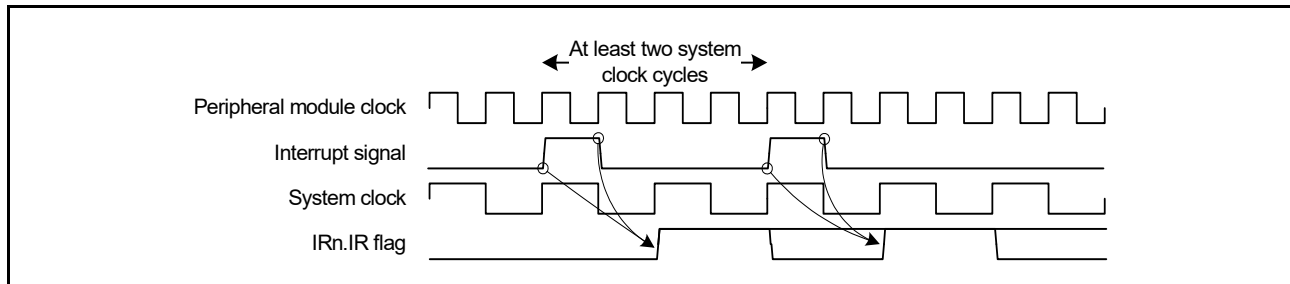 At least two system
clock cycles
Peripheral module clock
Interrupt signal
System clock
IRn.IR flag